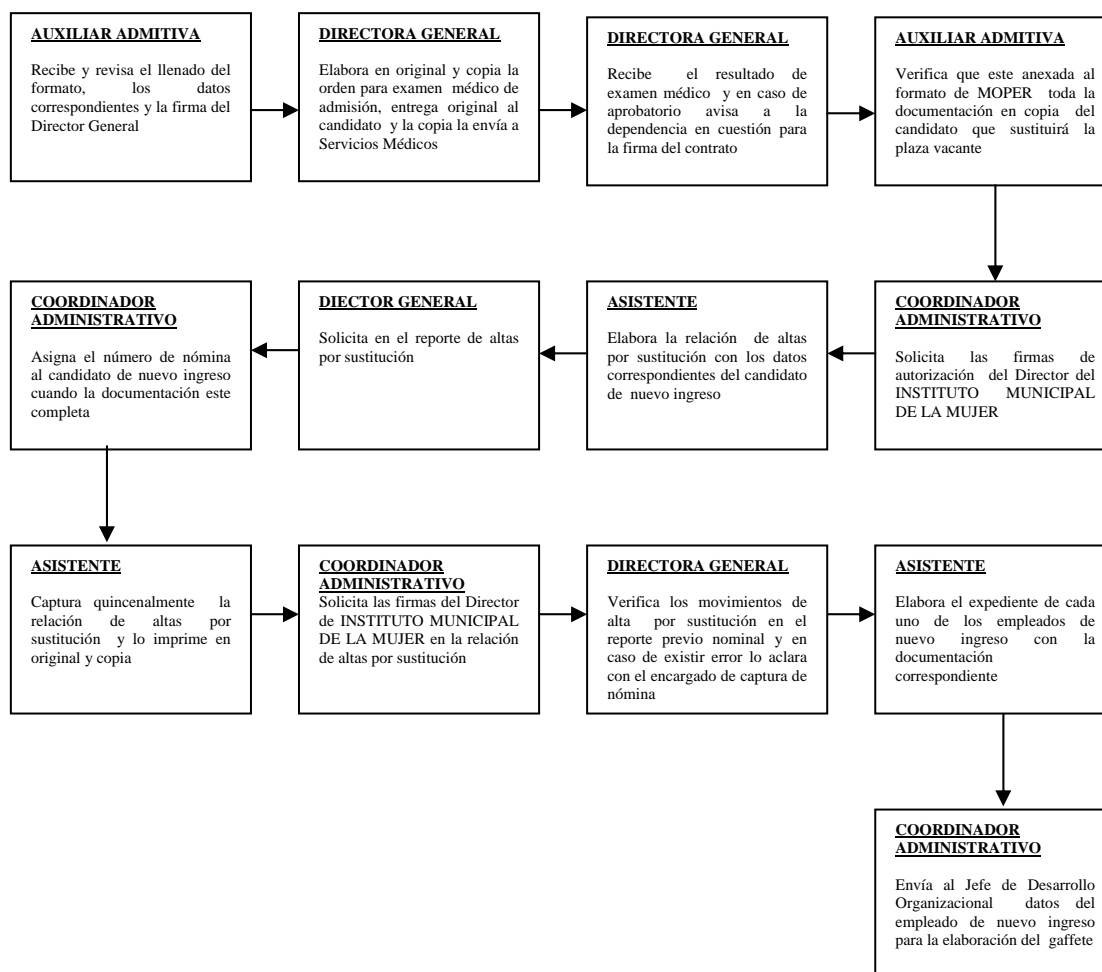 AUXILIAR ADMITIVA
Recibe y revisa el llenado del
formato, los datos
correspondientes y la firma del
Director General
DIRECTORA GENERAL
Elabora en original y copia la
orden para examen médico de
admisión, entrega original al
candidato y la copia la envía a
Servicios Médicos
DIRECTORA GENERAL
Recibe el resultado de
examen médico y en caso de
aprobatorio avisa a la
dependencia en cuestión para
la firma del contrato
AUXILIAR ADMITIVA
Verifica que este anexada al
formato de MOPER toda la
documentación en copia del
candidato que sustituirá la
plaza vacante
COORDINADOR
ADMINISTRATIVO
Solicita las firmas de
autorización del Director del
INSTITUTO MUNICIPAL
DE LA MUJER
ASISTENTE
Elabora la relación de altas
por sustitución con los datos
correspondientes del candidato
de nuevo ingreso
DIECTOR GENERAL
Solicita en el reporte de altas
por sustitución
COORDINADOR
ADMINISTRATIVO
Asigna el número de nómina
al candidato de nuevo ingreso
cuando la documentación este
completa
ASISTENTE
Captura quincenalmente la
relación de altas por
sustitución y lo imprime en
original y copia
COORDINADOR
ADMINISTRATIVO
Solicita las firmas del Director
de INSTITUTO MUNICIPAL
DE LA MUJER en la relación
de altas por sustitución
DIRECTORA GENERAL
Verifica los movimientos de
alta por sustitución en el
reporte previo nominal y en
caso de existir error lo aclara
con el encargado de captura de
nómina
ASISTENTE
Elabora el expediente de cada
uno de los empleados de
nuevo ingreso con la
documentación
correspondiente
COORDINADOR
ADMINISTRATIVO
Envía al Jefe de Desarrollo
Organizacional datos del
empleado de nuevo ingreso
para la elaboración del gaffete